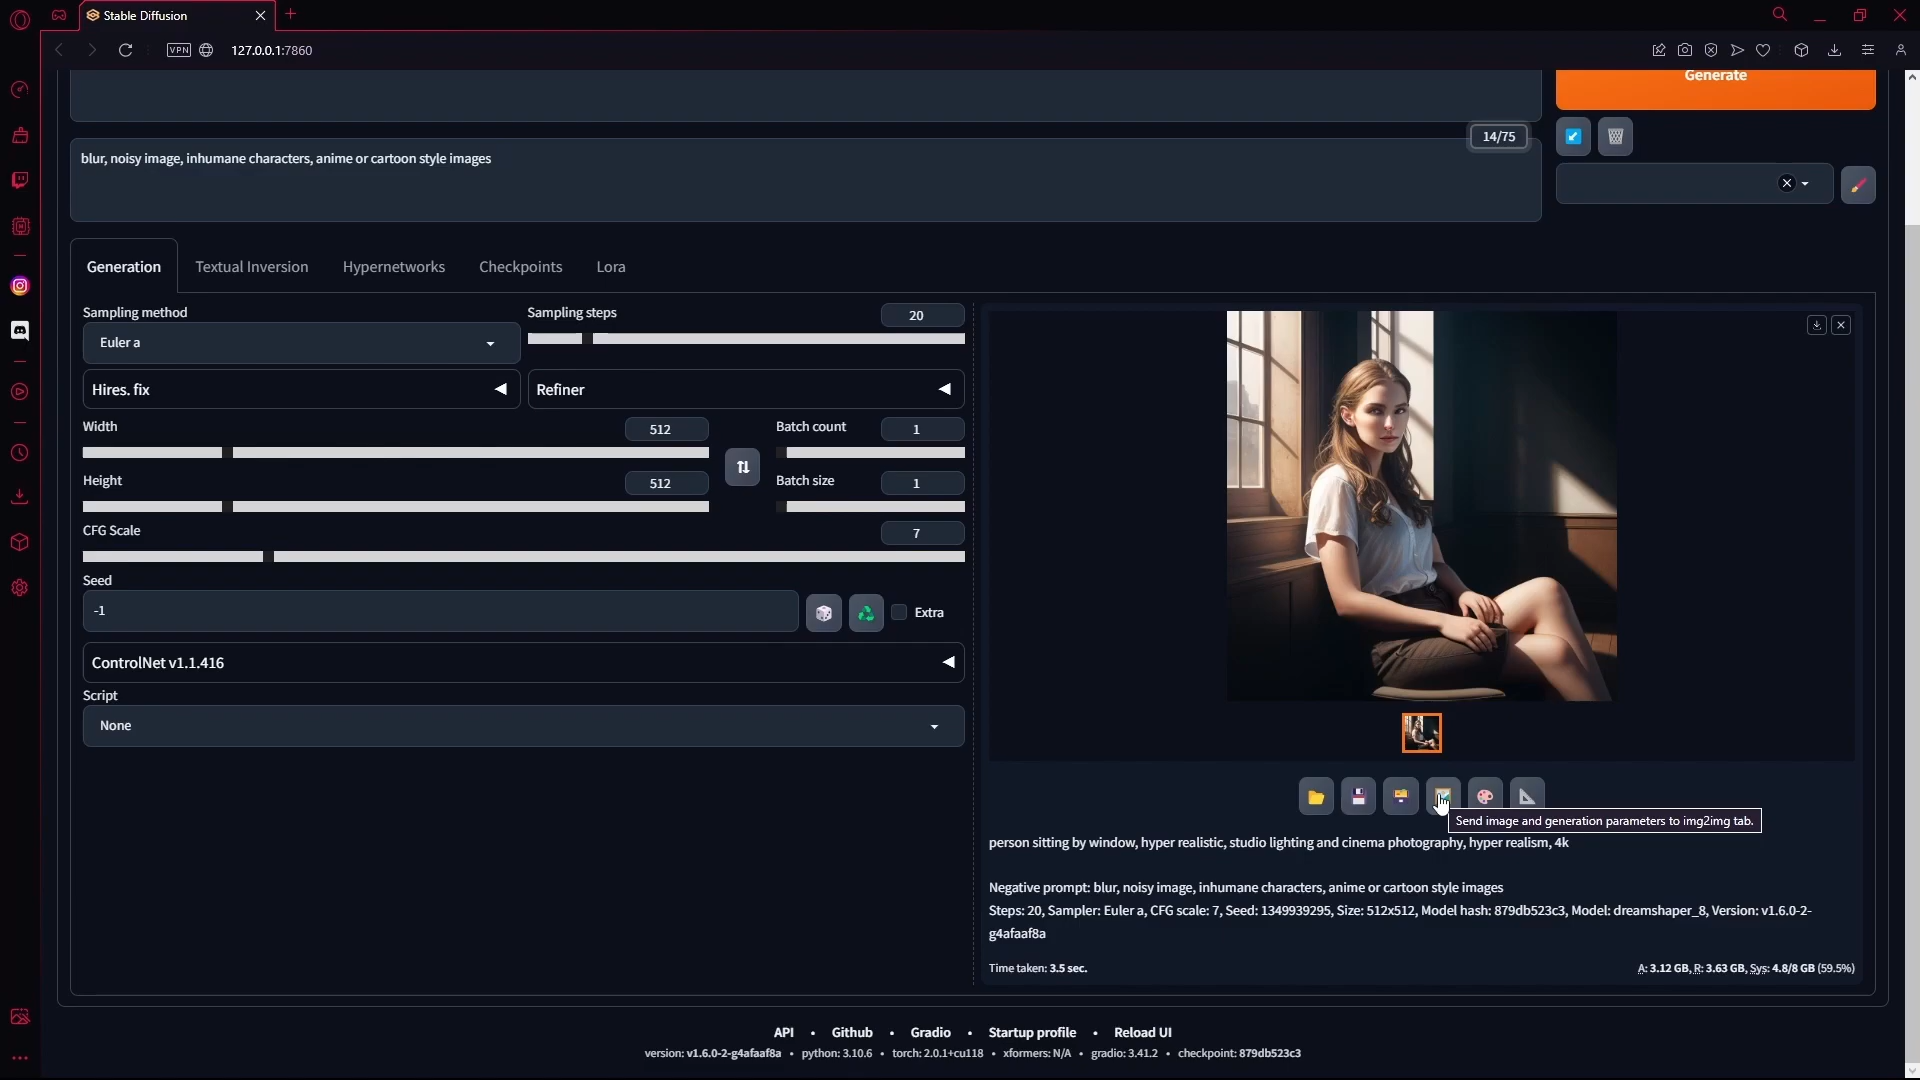 Stable Diffusion
VPN
127.0.0.1:7860
Generate
14/75
blur, noisy image, inhumane characters, anime or cartoon style images
Generation
Textual Inversion
Hypernetworks
Checkpoints
Lora
Sampling method
Sampling steps
20
Euler a
Hires. fix
Refiner
Width
512
Batch count
1
Height
512
Batch size
1
CFG Scale
7
Seed
-1
Extra
ControlNet v1.1.416
Script
None
Send image and generation parameters to img2img tab.
person sitting by window, hyper realistic, studio lighting and cinema photography, hyper realism, 4k
Negative prompt: blur, noisy image, inhumane characters, anime or cartoon style images
Steps: 20, Sampler: Euler a, CFG scale: 7, Seed: 1349939295, Size: 512x512, Model hash: 879db523c3, Model: dreamshaper_8, Version: v1.6.0-2-
g4afaaf8a
Time taken: 3.5 sec.
A: 3.12 GB, R: 3.63 GB, Sys: 4.8/8 GB (59.5%)
API • Github • Gradio • Startup profile • Reload UI
version: v1.6.0-2-g4afaaf8a • python: 3.10.6 • torch: 2.0.1+cu118 • xformers: N/A • gradio: 3.41.2 • checkpoint: 879db523c3